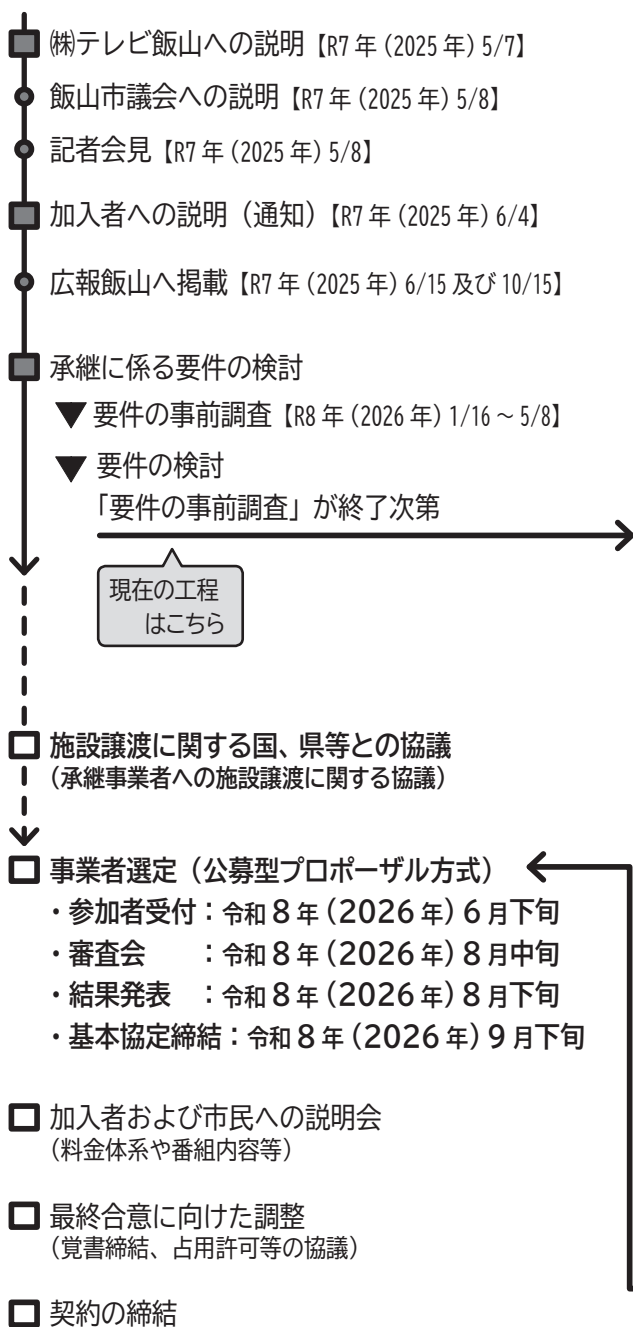 ㈱テレビ飯山への説明【R7年(2025年)5/7】
飯山市議会への説明【R7年(2025年)5/8】
記者会見【R7年(2025年)5/8】
加入者への説明（通知）【R7年(2025年)6/4】
広報飯山へ掲載【R7年(2025年)6/15及び10/15】
承継に係る要件の検討
▼要件の事前調査【R8年(2026年)1/16～5/8】
▼要件の検討
「要件の事前調査」が終了次第
現在の工程
はこちら
施設譲渡に関する国、県等との協議
（承継事業者への施設譲渡に関する協議）
事業者選定（公募型プロポーザル方式）
・参加者受付：令和8年(2026年)6月下旬
・審査会　　：令和8年(2026年)8月中旬
・結果発表　：令和8年(2026年)8月下旬
・基本協定締結：令和8年(2026年)9月下旬
加入者および市民への説明会
（料金体系や番組内容等）
最終合意に向けた調整
（覚書締結、占用許可等の協議）
契約の締結